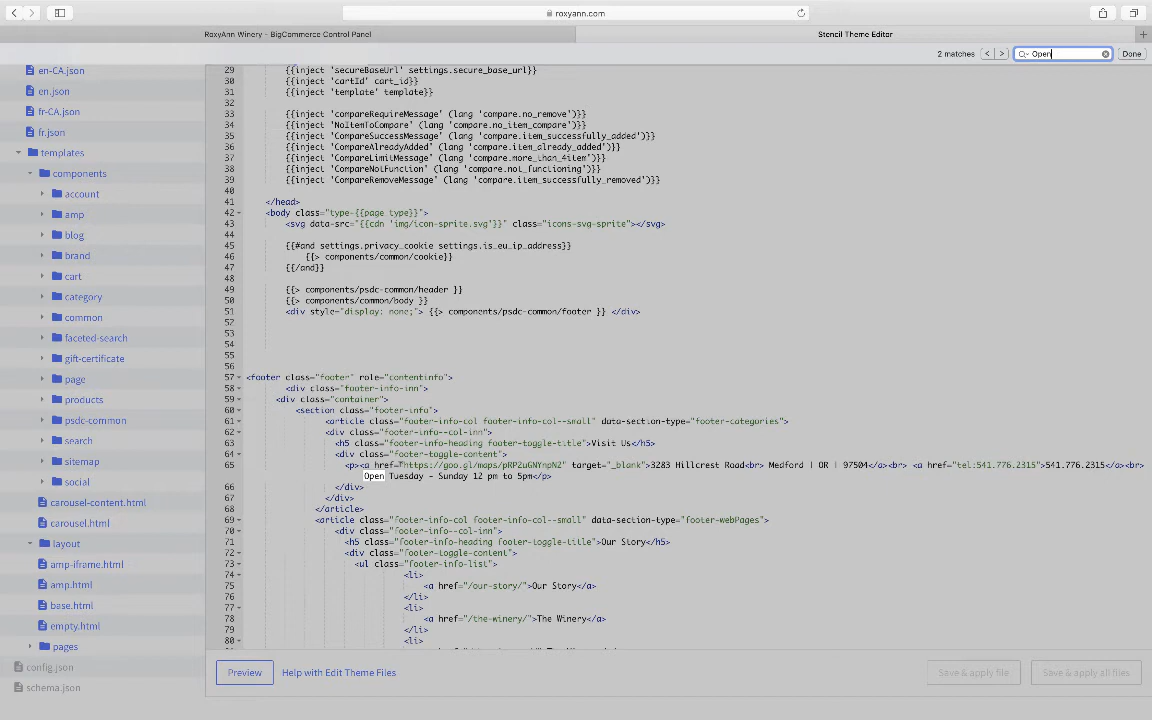 roxyann.com
RoxyAnn Winery - BigCommerce Control Panel
Stencil Theme Editor
2 matches
Open
Done
en-CA.json
en.json
fr-CA.json
fr.json
templates
components
account
amp
blog
brand
cart
category
common
faceted-search
gift-certificate
page
products
psdc-common
search
sitemap
social
carousel-content.html
carousel.html
layout
amp-iframe.html
amp.html
base.html
empty.html
pages
config.json
schema.json
29 {{inject 'secureBaseUrl' settings.secure_base_url}}
30 {{inject 'cartId' cart_id}}
31 {{inject 'template' template}}
32
33 {{inject 'compareRequireMessage' (lang 'compare.no_remove')}}
34 {{inject 'NoItemToCompare' (lang 'compare.no_item_compare')}}
35 {{inject 'CompareSuccessMessage' (lang 'compare.item_successfully_added')}}
36 {{inject 'CompareAlreadyAdded' (lang 'compare.item_already_added')}}
37 {{inject 'CompareLimitMessage' (lang 'compare.more_than_4item')}}
38 {{inject 'CompareNotFunction' (lang 'compare.not_functioning')}}
39 {{inject 'CompareRemoveMessage' (lang 'compare.item_successfully_removed')}}
40
41 </head>
42 <body class="type-{{page_type}}">
43 <svg data-src="{{cdn 'img/icon-sprite.svg'}}" class="icons-svg-sprite"></svg>
44
45 {{#and settings.privacy_cookie settings.is_eu_ip_address}}
46 {{> components/common/cookie}}
47 {{/and}}
48
49 {{> components/psdc-common/header }}
50 {{> components/common/body }}
51 <div style="display: none;"> {{> components/psdc-common/footer }} </div>
52
53
54
55
56
57 <footer class="footer" role="contentinfo">
58 <div class="footer-info-inn">
59 <div class="container">
60 <section class="footer-info">
61 <article class="footer-info-col footer-info-col--small" data-section-type="footer-categories">
62 <div class="footer-info--col-inn">
63 <h5 class="footer-info-heading footer-toggle-title">Visit Us</h5>
64 <div class="footer-toggle-content">
65 <p><a href="https://goo.gl/maps/pRPZuGNYmpN2" target="_blank">3283 Hillcrest Road<br> Medford | OR | 97504</a><br> <a href="tel:541.776.2315">541.776.2315</a><br>
Open Tuesday - Sunday 12 pm to 5pm</p>
66 </div>
67 </div>
68 </article>
69 <article class="footer-info-col footer-info-col--small" data-section-type="footer-webPages">
70 <div class="footer-info--col-inn">
71 <h5 class="footer-info-heading footer-toggle-title">Our Story</h5>
72 <div class="footer-toggle-content">
73 <ul class="footer-info-list">
74 <li>
75 <a href="/our-story/">Our Story</a>
76 </li>
77 <li>
78 <a href="/the-winery/">The Winery</a>
79 </li>
80 <li>
Preview
Help with Edit Theme Files
Save & apply file
Save & apply all files